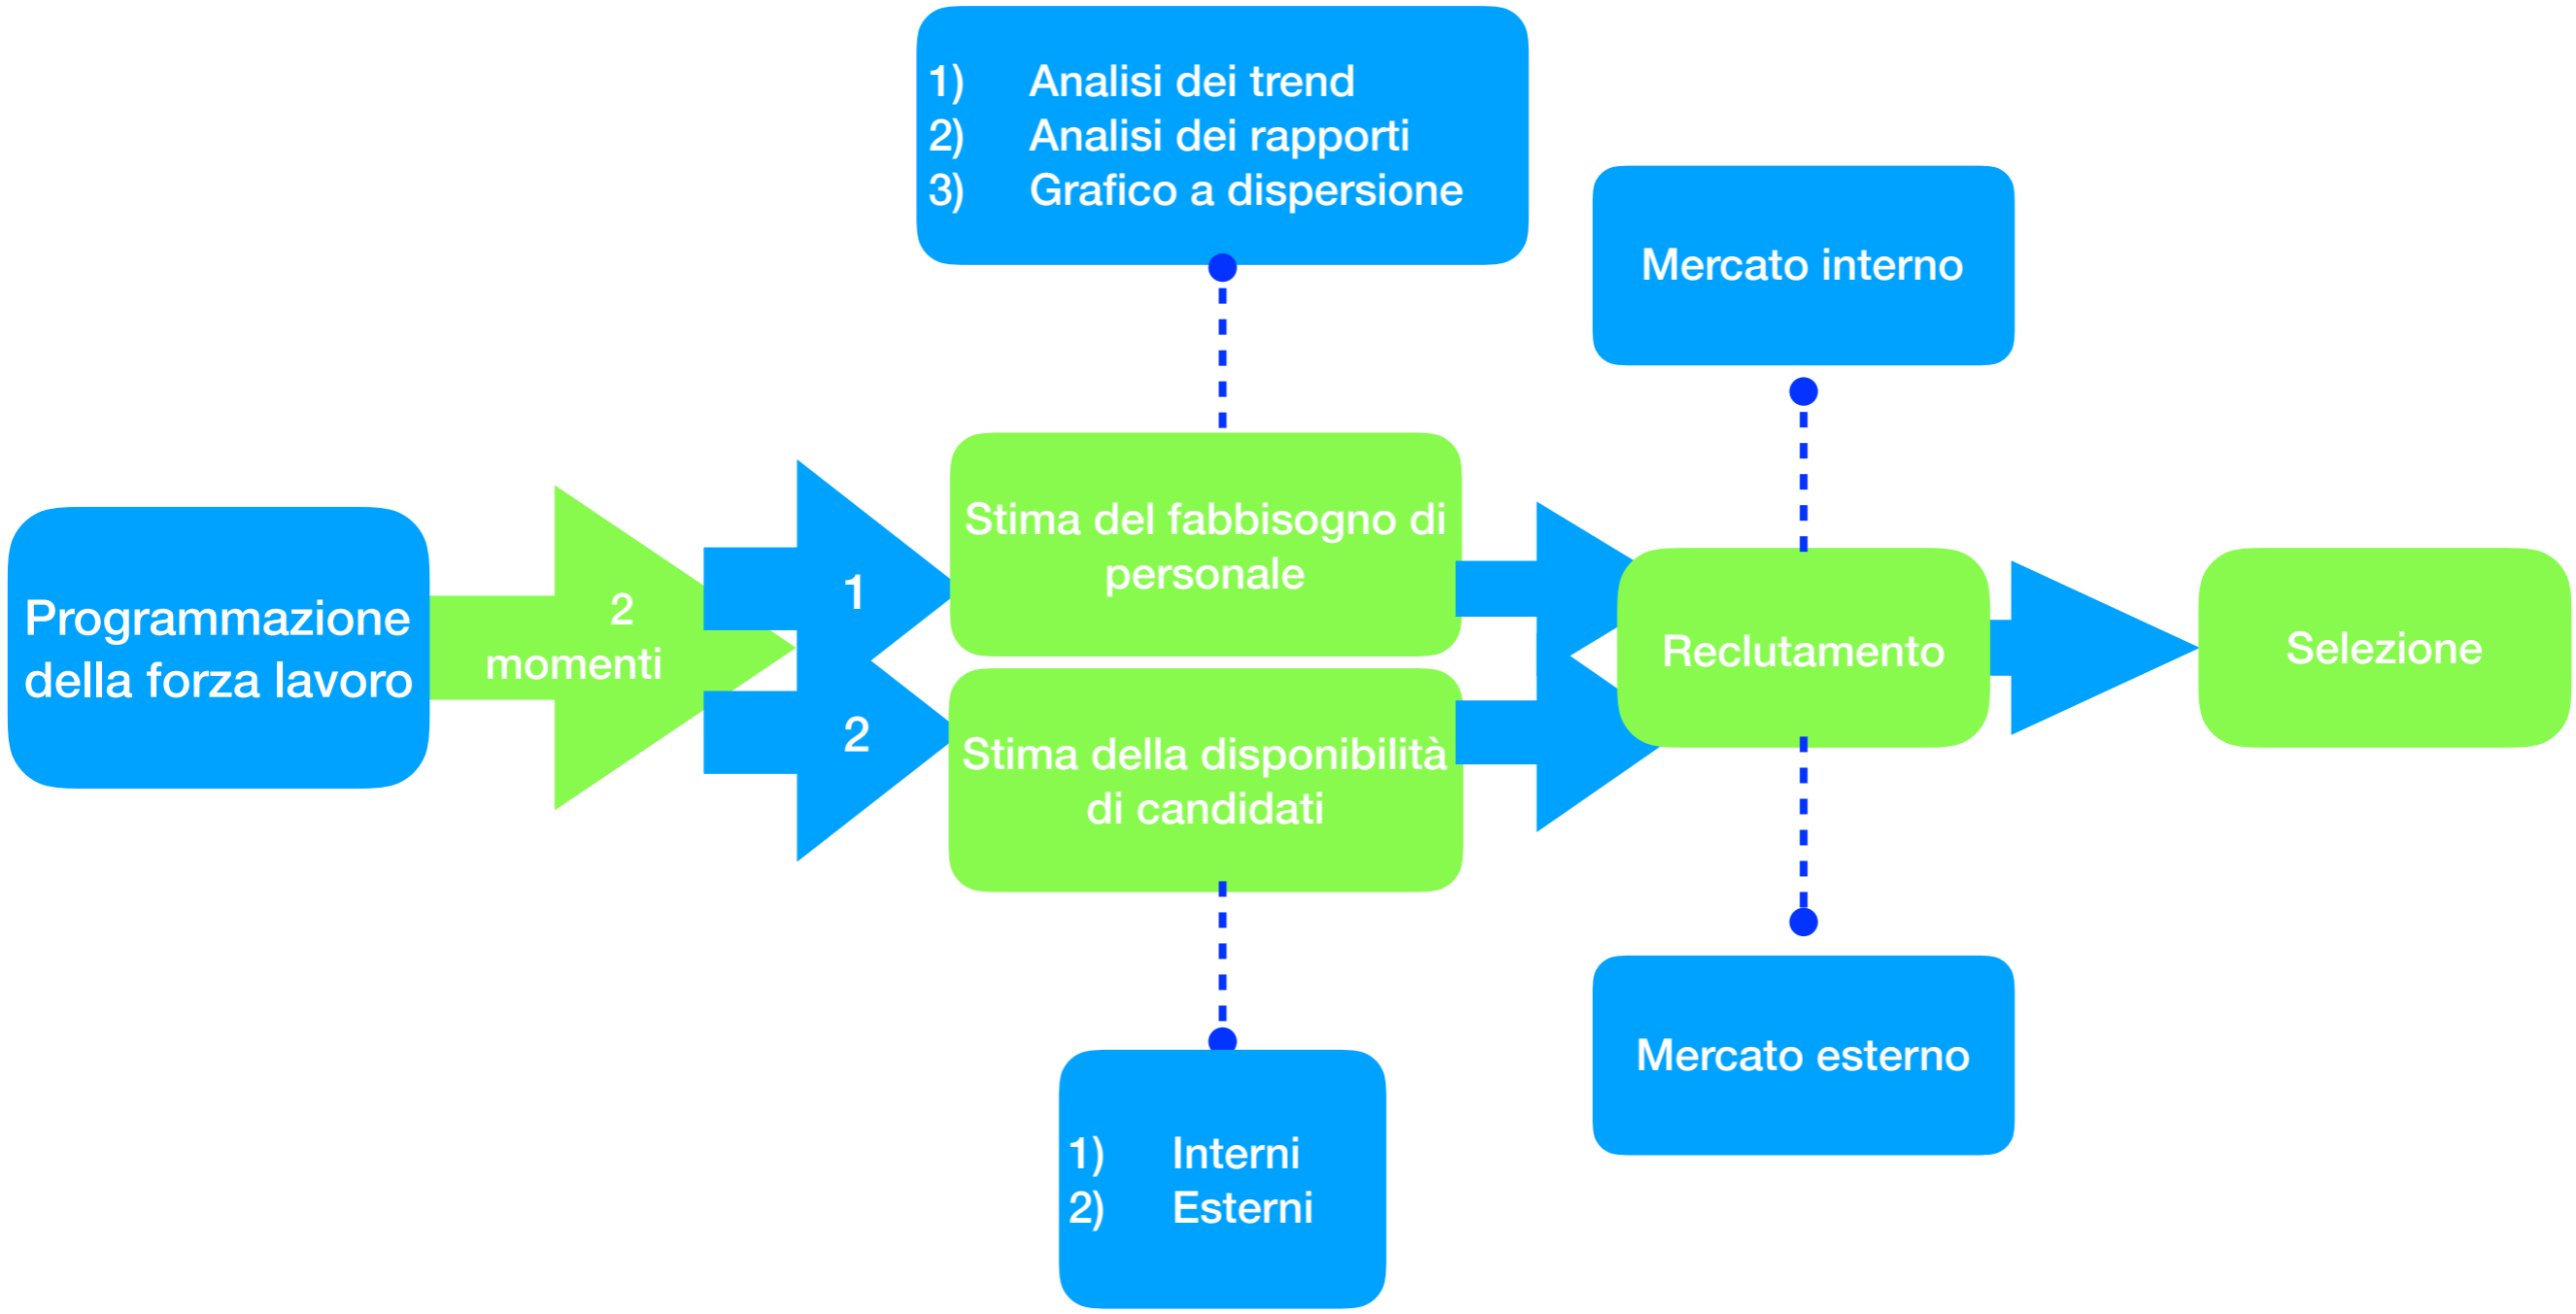 1) Analisi dei trend
2) Analisi dei rapporti
3) Grafico a dispersione
Mercato interno
Programmazione
della forza lavoro
2
momenti
1
2
Stima del fabbisogno di
personale
Stima della disponibilità
di candidati
Reclutamento
Selezione
Mercato esterno
1) Interni
2) Esterni